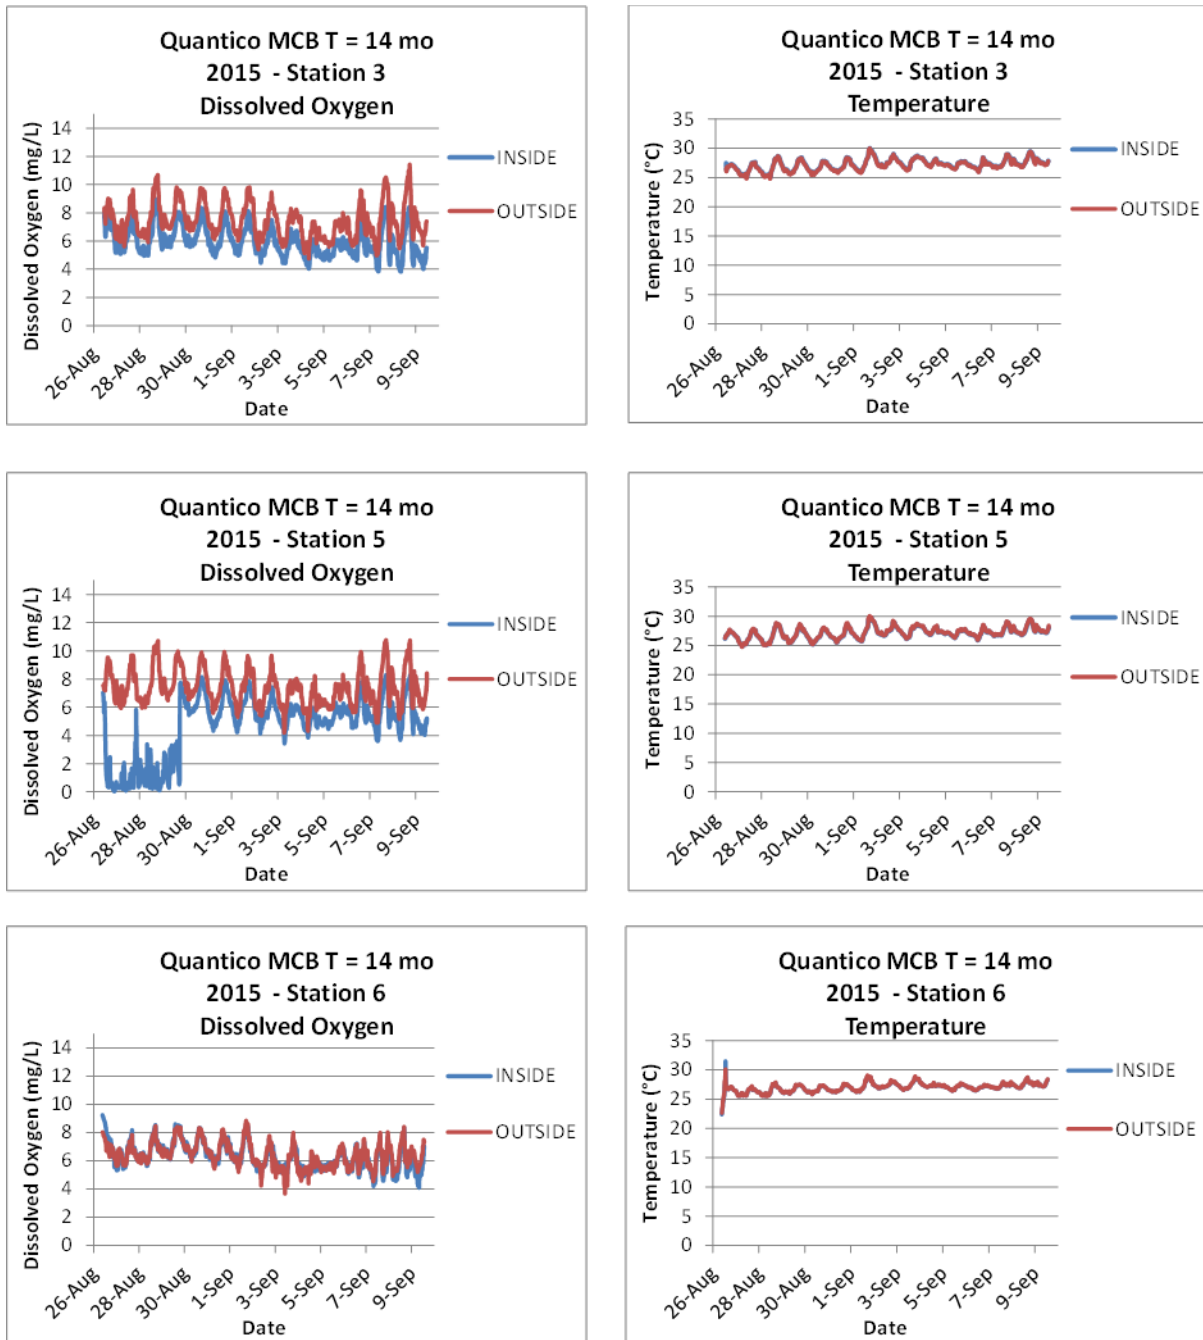 Quantico MCB T = 14 mo
2015 - Station 3
Dissolved Oxygen
Dissolved Oxygen (mg/L)
14
12
10
8
6
4
2
0
26-Aug
28-Aug
30-Aug
1-Sep
3-Sep
5-Sep
7-Sep
9-Sep
Date
INSIDE
OUTSIDE
Quantico MCB T = 14 mo
2015 - Station 3
Temperature
Temperature (°C)
35
30
25
20
15
10
5
0
26-Aug
28-Aug
30-Aug
1-Sep
3-Sep
5-Sep
7-Sep
9-Sep
Date
INSIDE
OUTSIDE
Quantico MCB T = 14 mo
2015 - Station 5
Dissolved Oxygen
Dissolved Oxygen (mg/L)
14
12
10
8
6
4
2
0
26-Aug
28-Aug
30-Aug
1-Sep
3-Sep
5-Sep
7-Sep
9-Sep
Date
INSIDE
OUTSIDE
Quantico MCB T = 14 mo
2015 - Station 5
Temperature
Temperature (°C)
35
30
25
20
15
10
5
0
26-Aug
28-Aug
30-Aug
1-Sep
3-Sep
5-Sep
7-Sep
9-Sep
Date
INSIDE
OUTSIDE
Quantico MCB T = 14 mo
2015 - Station 6
Dissolved Oxygen
Dissolved Oxygen (mg/L)
14
12
10
8
6
4
2
0
26-Aug
28-Aug
30-Aug
1-Sep
3-Sep
5-Sep
7-Sep
9-Sep
Date
INSIDE
OUTSIDE
Quantico MCB T = 14 mo
2015 - Station 6
Temperature
Temperature (°C)
35
30
25
20
15
10
5
0
26-Aug
28-Aug
30-Aug
1-Sep
3-Sep
5-Sep
7-Sep
9-Sep
Date
INSIDE
OUTSIDE